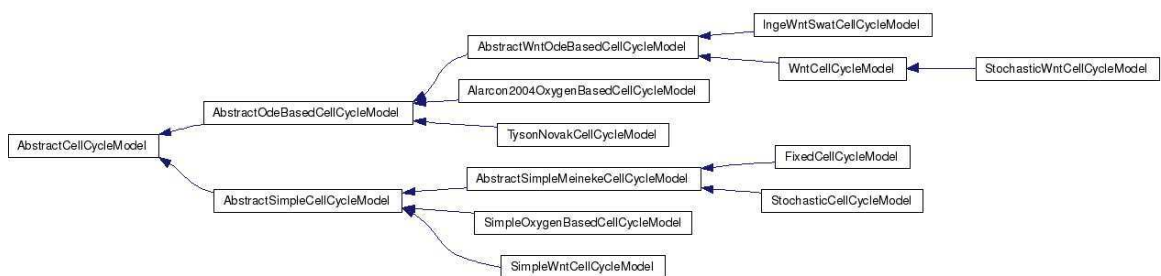 IngeWntSwatCellCycleModel
AbstractWntOdeBasedCellCycleModel
WntCellCycleModel
StochasticWntCellCycleModel
Alarcon2004OxygenBasedCellCycleModel
AbstractOdeBasedCellCycleModel
TysonNovakCellCycleModel
AbstractCellCycleModel
FixedCellCycleModel
AbstractSimpleMeinekeCellCycleModel
AbstractSimpleCellCycleModel
StochasticCellCycleModel
SimpleOxygenBasedCellCycleModel
SimpleWntCellCycleModel